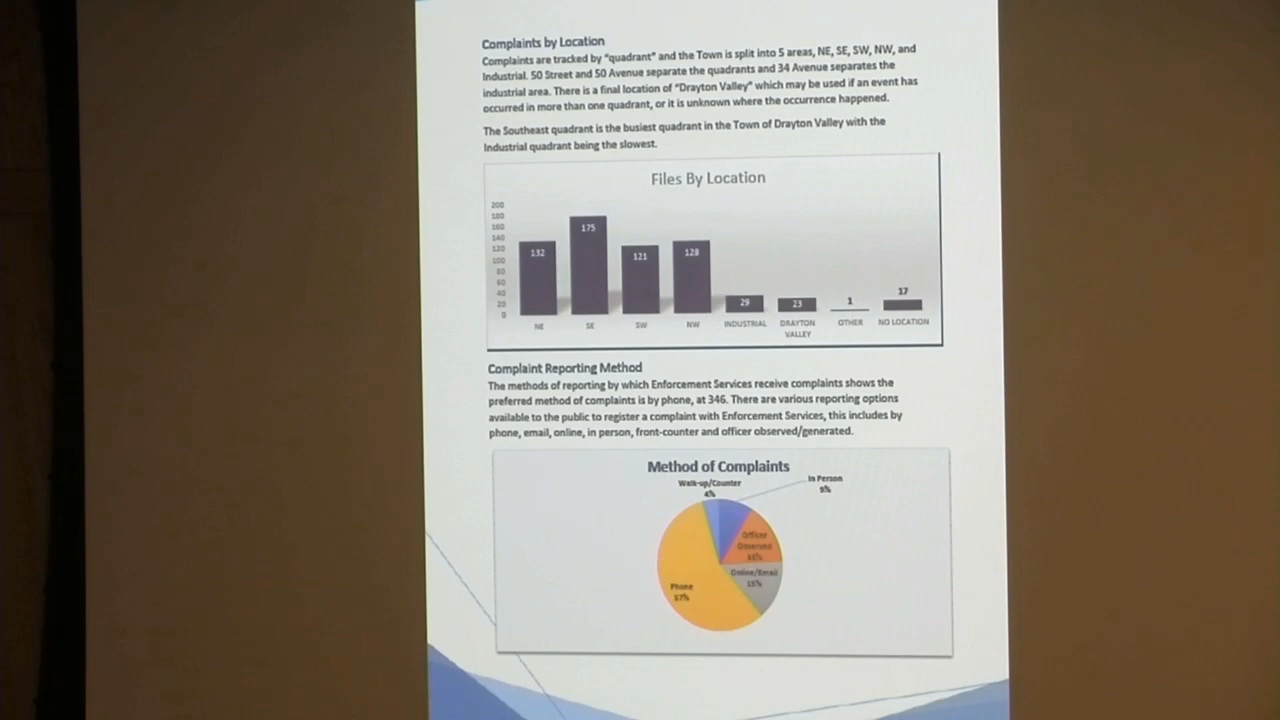 Complaints by Location
Complaints are tracked by "quadrant" and the Town is split into 5 areas, NE, SE, SW, NW, and
Industrial. 50 Street and 50 Avenue separate the quadrants and 34 Avenue separates the
industrial area. There is a final location of "Drayton Valley" which may be used if an event has
occurred in more than one quadrant, or it is unknown where the occurrence happened.
The Southeast quadrant is the busiest quadrant in the Town of Drayton Valley with the
Industrial quadrant being the slowest.
Files By Location
200
180
160
140
120
100
80
60
40
20
0
132
175
121
128
29
23
1
17
NE
SE
SW
NW
INDUSTRIAL
DRAYTON
VALLEY
OTHER
NO LOCATION
Complaint Reporting Method
The methods of reporting by which Enforcement Services receive complaints shows the
preferred method of complaints is by phone, at 346. There are various reporting options
available to the public to register a complaint with Enforcement Services, this includes by
phone, email, online, in person, front-counter and officer observed/generated.
Method of Complaints
Walk-up/Counter
4%
In Person
9%
Officer
Observed
Online/Email
15%
Phone
57%